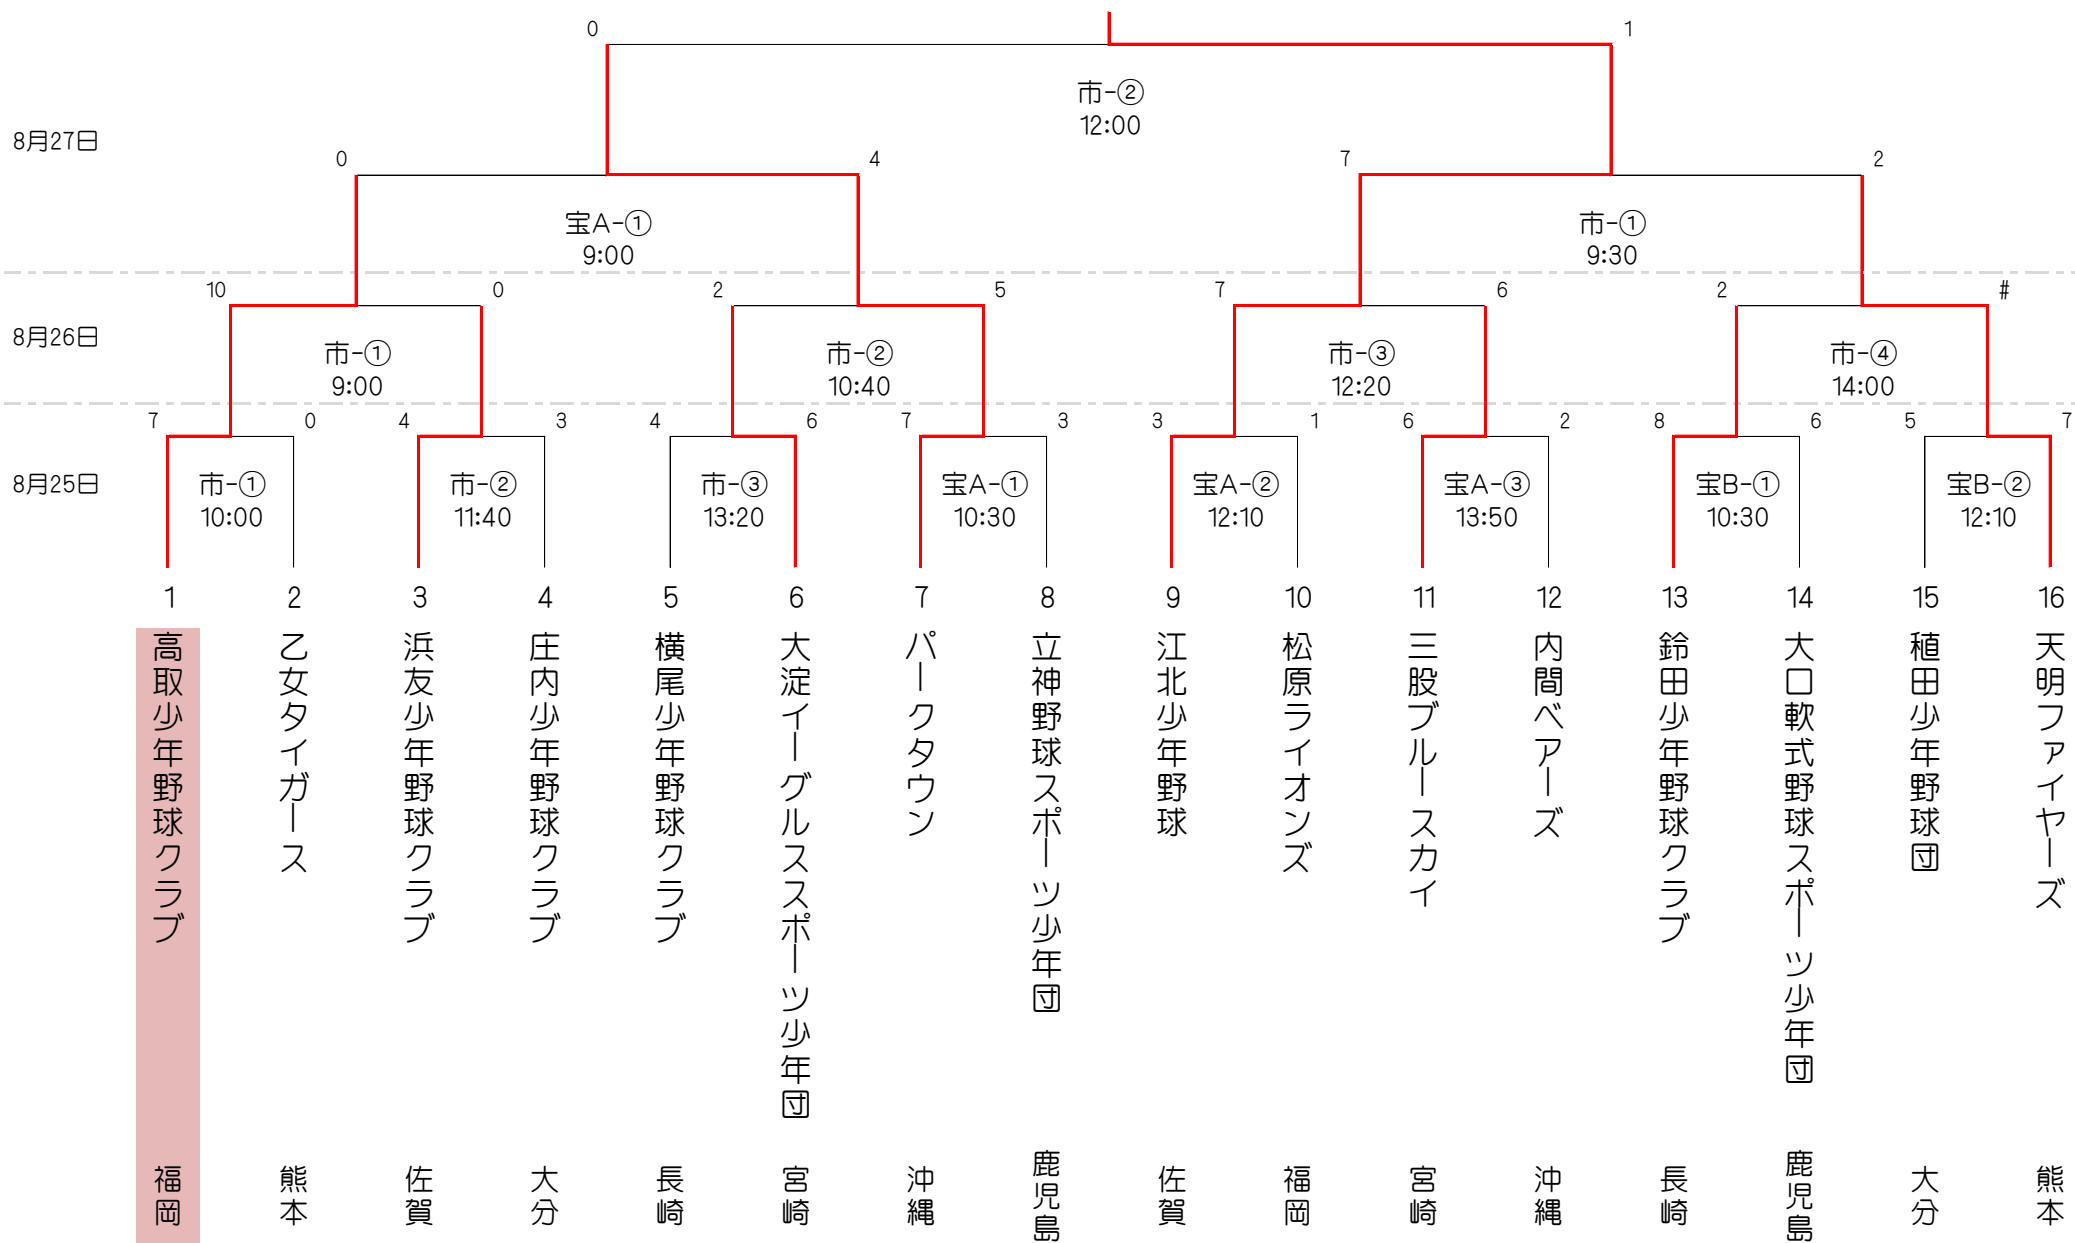 0 1
市-②
12:00
8月27日
0 4 7 2
宝A-① 市-①
9:00 9:30
10 0 2 5 7 6 2 #
8月26日
市-① 市-② 市-③ 市-④
9:00 10:40 12:20 14:00
7 0 4 3 4 6 7 3 3 1 6 2 8 6 5 7
8月25日
市-① 市-② 市-③ 宝A-① 宝A-② 宝A-③ 宝B-① 宝B-②
10:00 11:40 13:20 10:30 12:10 13:50 10:30 12:10
1 2 3 4 5 6 7 8 9 10 11 12 13 14 15 16
高取少年野球クラブ
乙女タイガース
浜友少年野球クラブ
庄内少年野球クラブ
横尾少年野球クラブ
大淀イーグルススポーツ少年団
パークタウン
立神野球スポーツ少年団
江北少年野球
松原ライオンズ
三股ブルースカイ
内間ベアーズ
鈴田少年野球クラブ
大口軟式野球スポーツ少年団
稙田少年野球団
天明ファイヤーズ
福岡
熊本
佐賀
大分
長崎
宮崎
沖縄
鹿児島
佐賀
福岡
宮崎
沖縄
長崎
鹿児島
大分
熊本